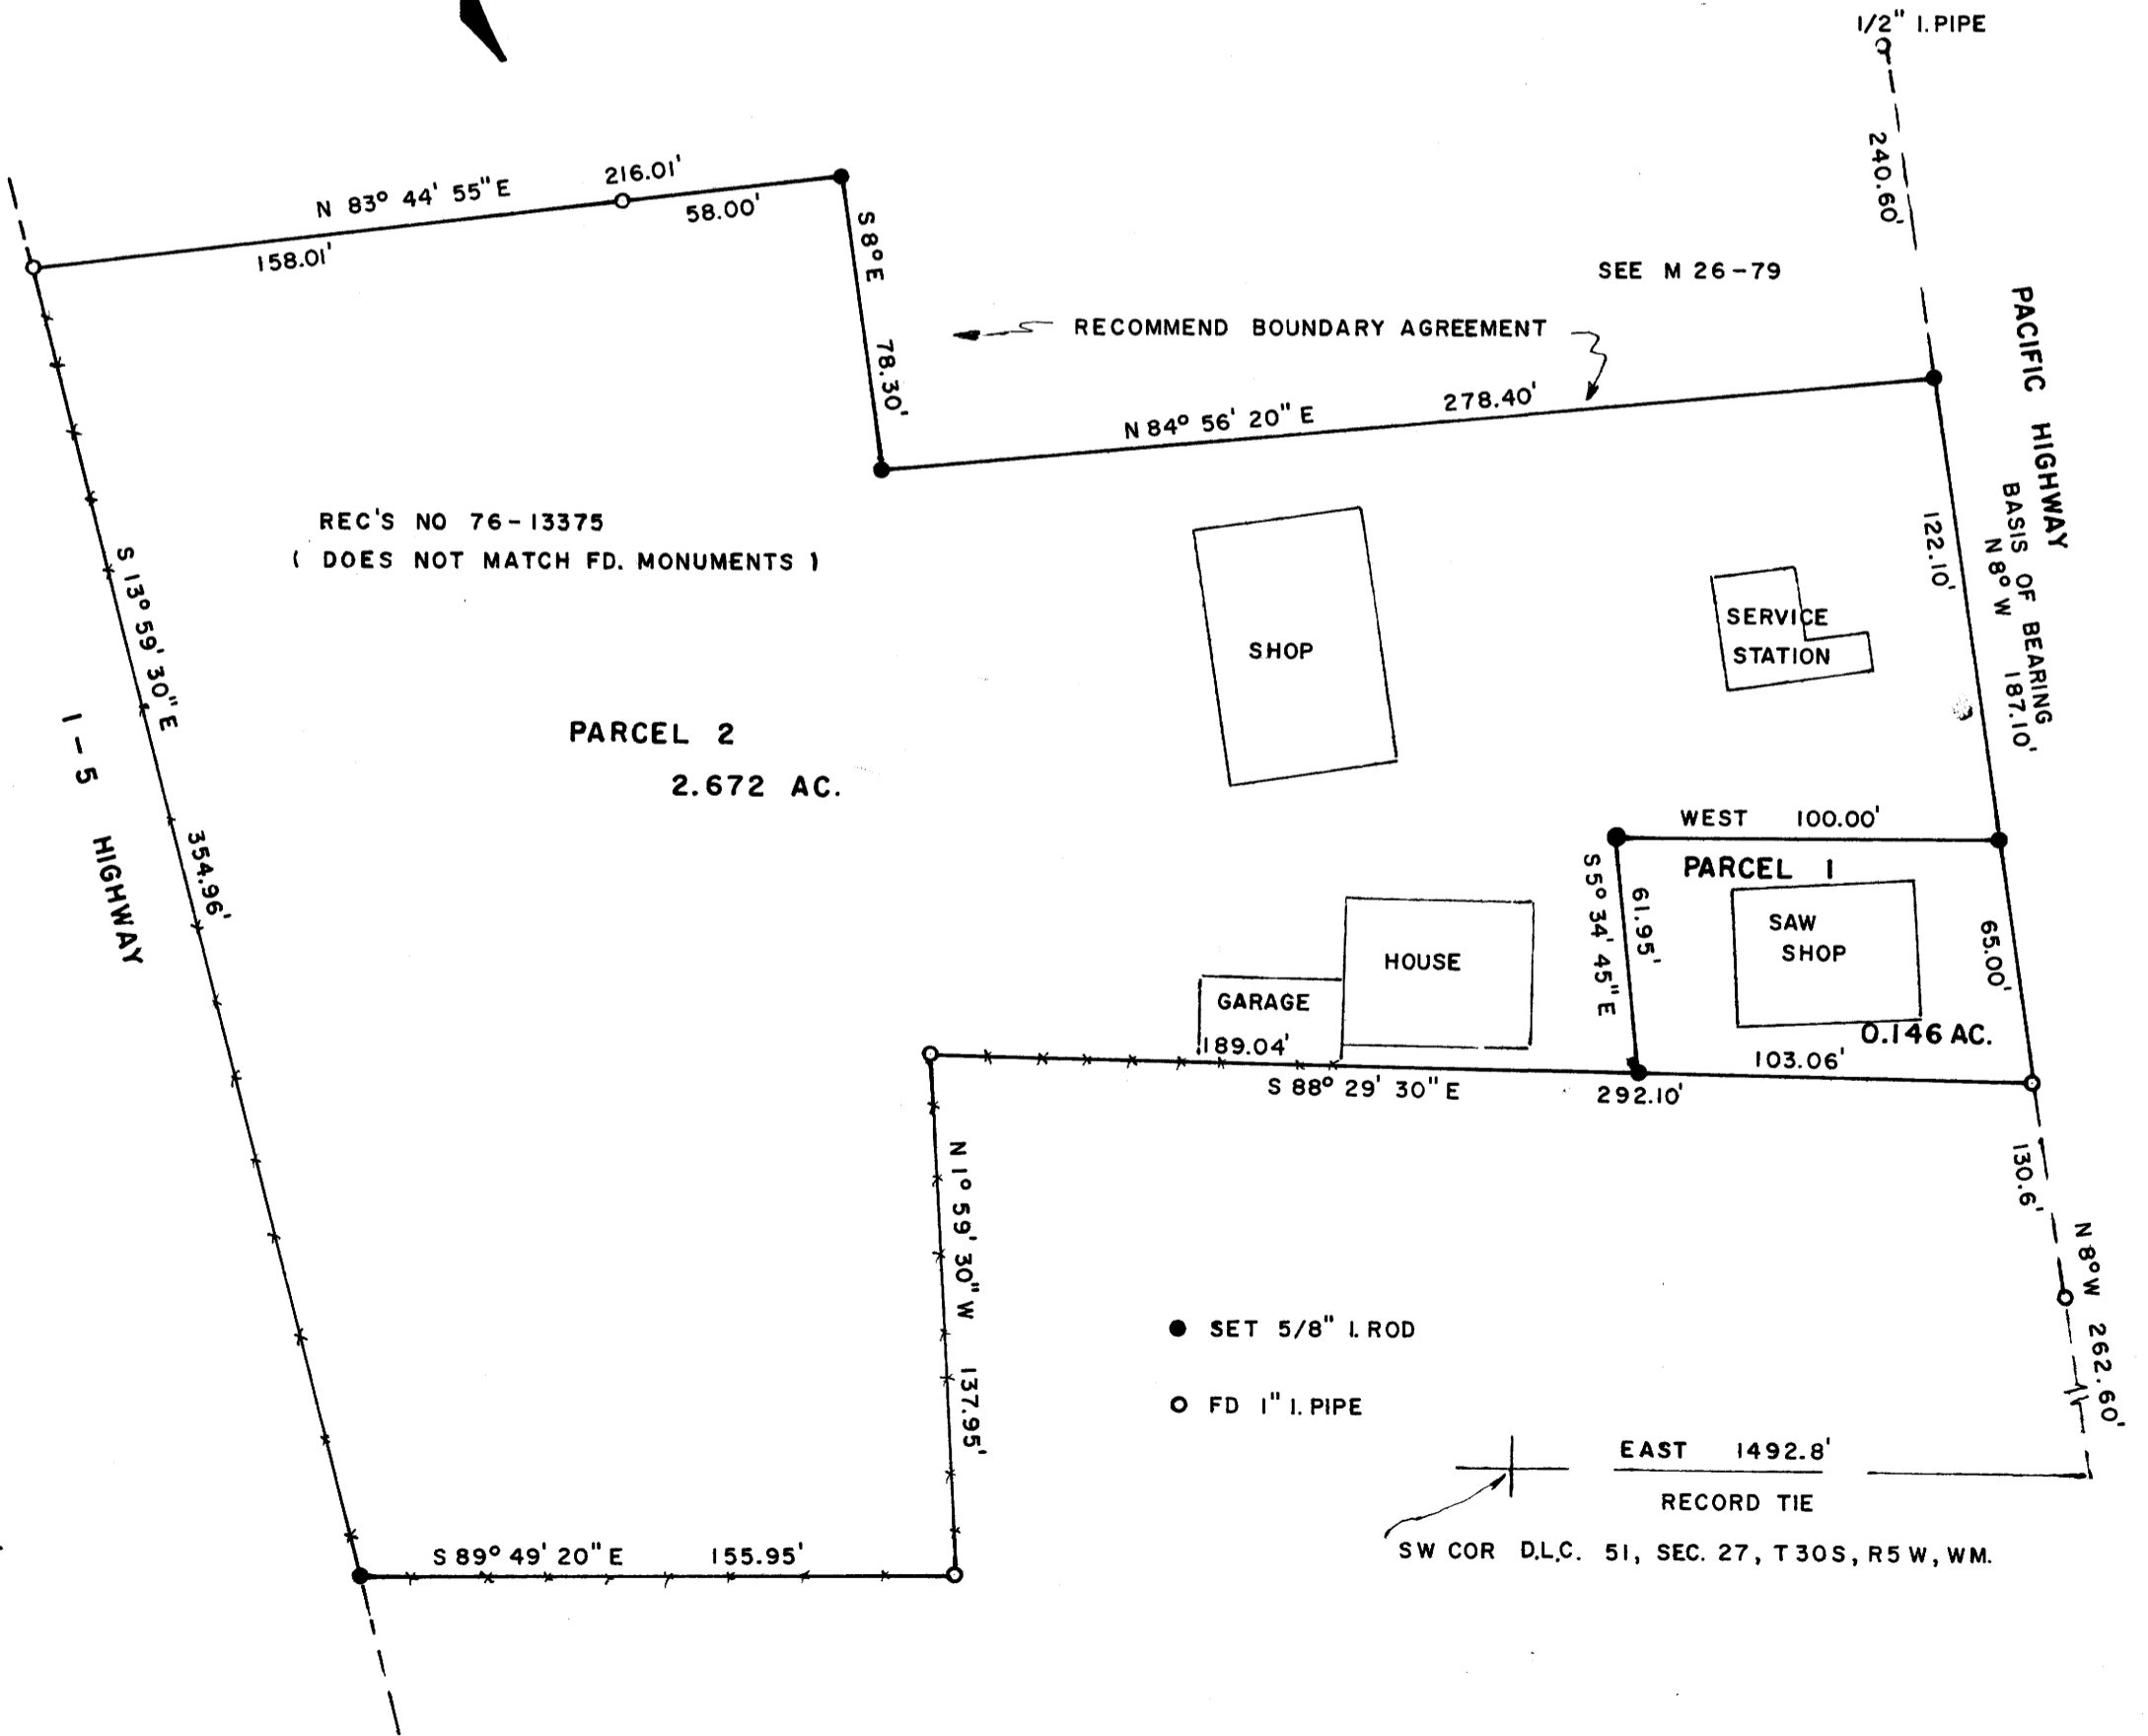 1/2" I. PIPE
240.60'
N 83° 44' 55" E
216.01'
58.00'
158.01'
S 8° E
78.30'
SEE M 26-79
RECOMMEND BOUNDARY AGREEMENT
N 84° 56' 20" E
278.40'
PACIFIC HIGHWAY
BASIS OF BEARING
N 8° W 187.10'
122.10'
REC'S NO 76-13375
( DOES NOT MATCH FD. MONUMENTS )
S 13° 59' 30" E
354.96'
I-5 HIGHWAY
SHOP
SERVICE
STATION
PARCEL 2
2.672 AC.
WEST 100.00'
PARCEL 1
S 5° 34' 45" E
61.95'
SAW
SHOP
65.00'
0.146 AC.
HOUSE
GARAGE
189.04'
103.06'
S 88° 29' 30" E
292.10'
130.6'
N 1° 59' 30" W 137.95'
N 8° W 262.60'
SET 5/8" I. ROD
FD 1" I. PIPE
EAST 1492.8'
RECORD TIE
SW COR D.L.C. 51, SEC. 27, T30S, R5W, WM.
S 89° 49' 20" E 155.95'